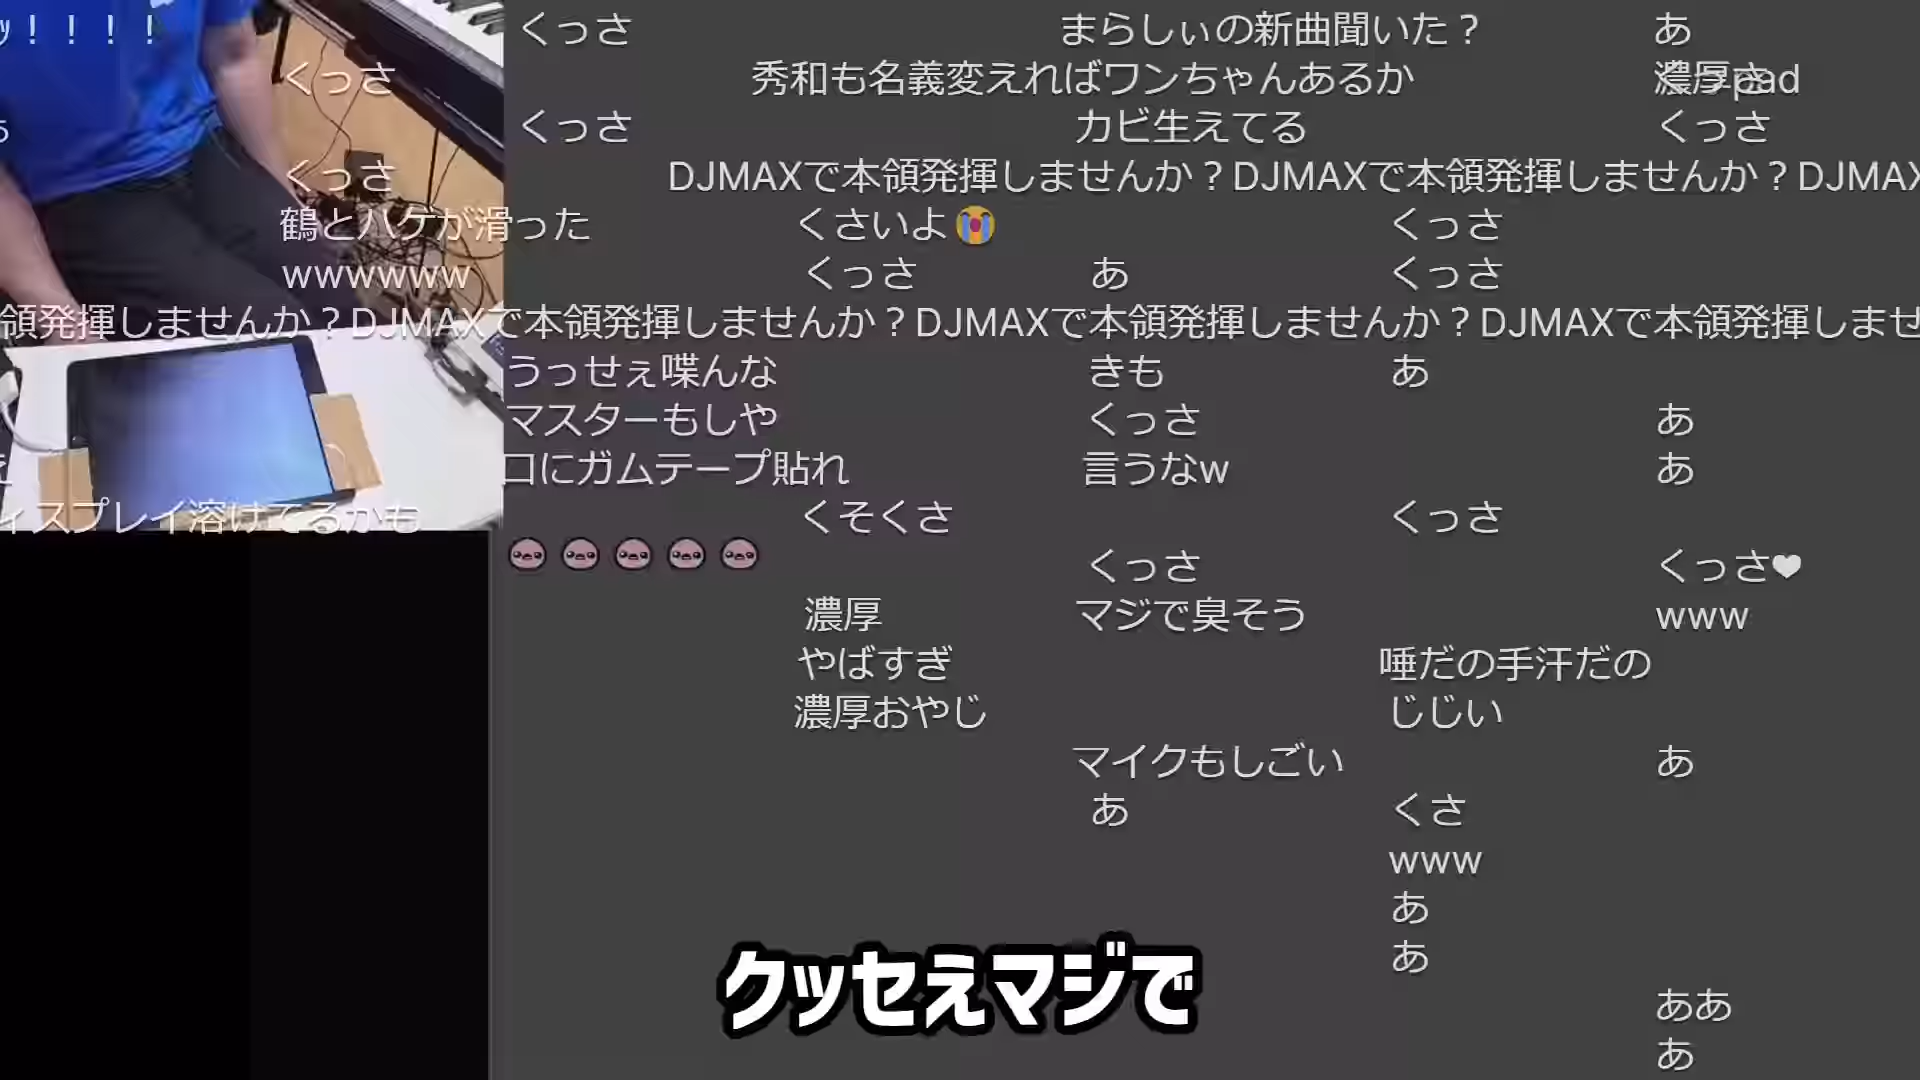 ッ！！！！
くっさ
まらしぃの新曲聞いた？
あ
くっさ
秀和も名義変えればワンちゃんあるか
濃厚pad
くっさ
カビ生えてる
くっさ
くっさ
DJMAXで本領発揮しませんか？DJMAXで本領発揮しませんか？DJMAX
鶴とハゲが滑った
くさいよ😭
くっさ
wwwwww
くっさ
あ
くっさ
領発揮しませんか？DJMAXで本領発揮しませんか？DJMAXで本領発揮しませんか？DJMAXで本領発揮しませ
うっせぇ喋んな
きも
あ
マスターもしや
くっさ
あ
口にガムテープ貼れ
言うなw
あ
ィスプレイ溶けてるかも
くそくさ
くっさ
くっさ
くっさ❤
濃厚
マジで臭そう
www
やばすぎ
唾だの手汗だの
濃厚おやじ
じじい
マイクもしごい
あ
あ
くさ
www
あ
クッセえマジで
あ
ああ
あ